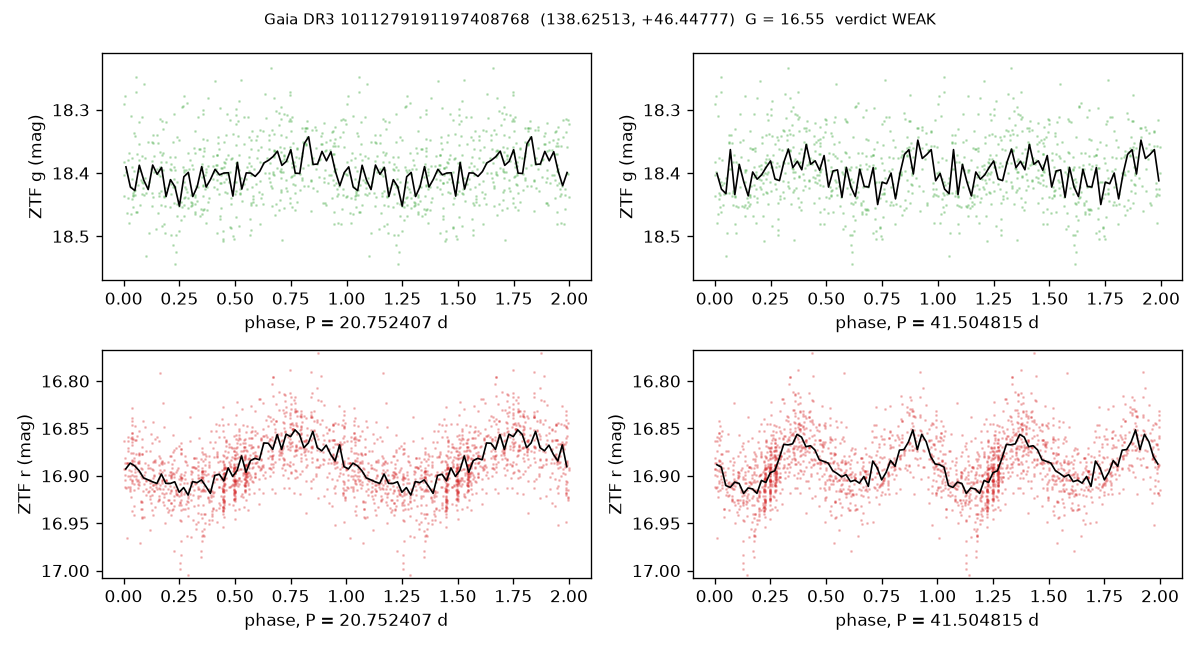 Gaia DR3 1011279191197408768  (138.62513, +46.44777)  G = 16.55  verdict WEAK
ZTF g (mag)
18.3
18.4
18.5
0.00 0.25 0.50 0.75 1.00 1.25 1.50 1.75 2.00
phase, P = 20.752407 d
ZTF g (mag)
18.3
18.4
18.5
0.00 0.25 0.50 0.75 1.00 1.25 1.50 1.75 2.00
phase, P = 41.504815 d
ZTF r (mag)
16.80
16.85
16.90
16.95
17.00
0.00 0.25 0.50 0.75 1.00 1.25 1.50 1.75 2.00
phase, P = 20.752407 d
ZTF r (mag)
16.80
16.85
16.90
16.95
17.00
0.00 0.25 0.50 0.75 1.00 1.25 1.50 1.75 2.00
phase, P = 41.504815 d